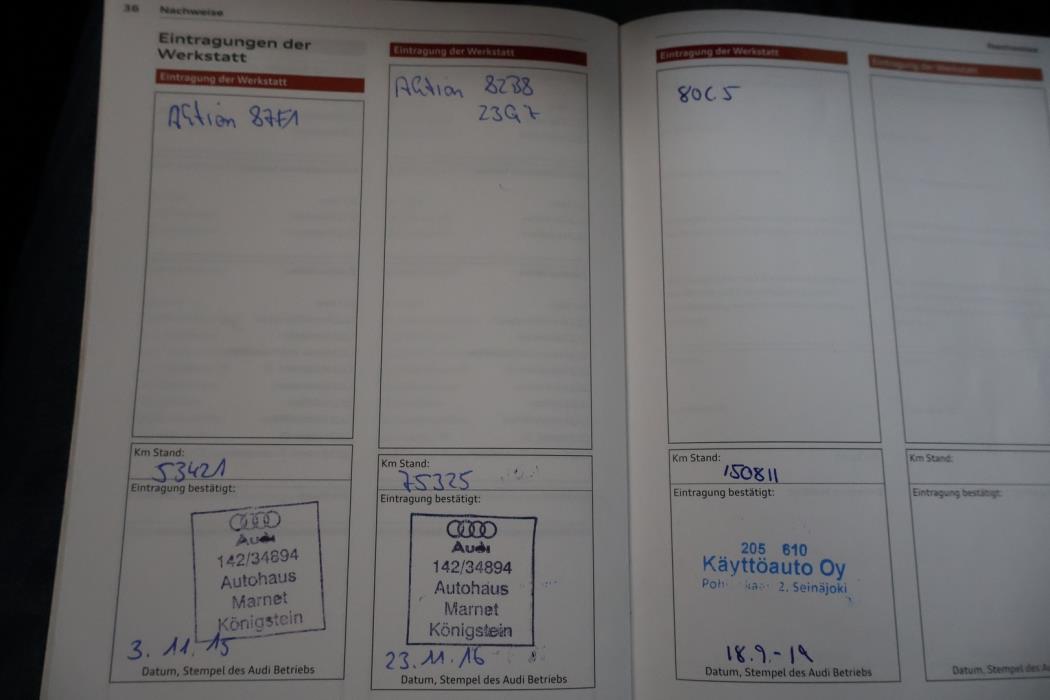 36 Nachweise
Eintragungen der
Werkstatt
Eintragung der Werkstatt
Aktion 87F1
Km Stand:
53421
Eintragung bestätigt:
Audi
142/34894
Autohaus
Marnet
Königstein
3.11.15
Datum, Stempel des Audi Betriebs
Eintragung der Werkstatt
Aktion 82B8
23G7
Km Stand:
75325
Eintragung bestätigt:
Audi
142/34894
Autohaus
Marnet
Königstein
23.11.16
Datum, Stempel des Audi Betriebs
Eintragung der Werkstatt
80C5
Km Stand:
150811
Eintragung bestätigt:
205 610
Käyttöauto Oy
2. Seinäjoki
18.9.-19
Datum, Stempel des Audi Betriebs
Eintragung der Werkstatt
Km Stand:
Eintragung bestätigt:
Datum, Stempel des A